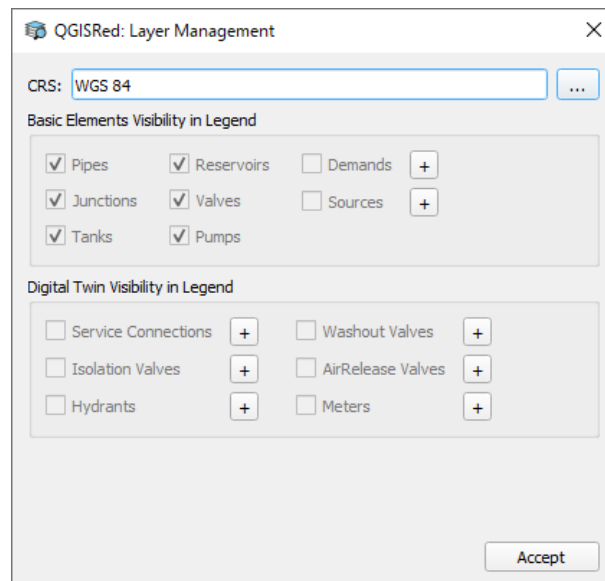 QGISRed: Layer Management
CRS: WGS 84 ...
Basic Elements Visibility in Legend
Pipes Reservoirs Demands +
Junctions Valves Sources +
Tanks Pumps
Digital Twin Visibility in Legend
Service Connections + Washout Valves +
Isolation Valves + AirRelease Valves +
Hydrants + Meters +
Accept